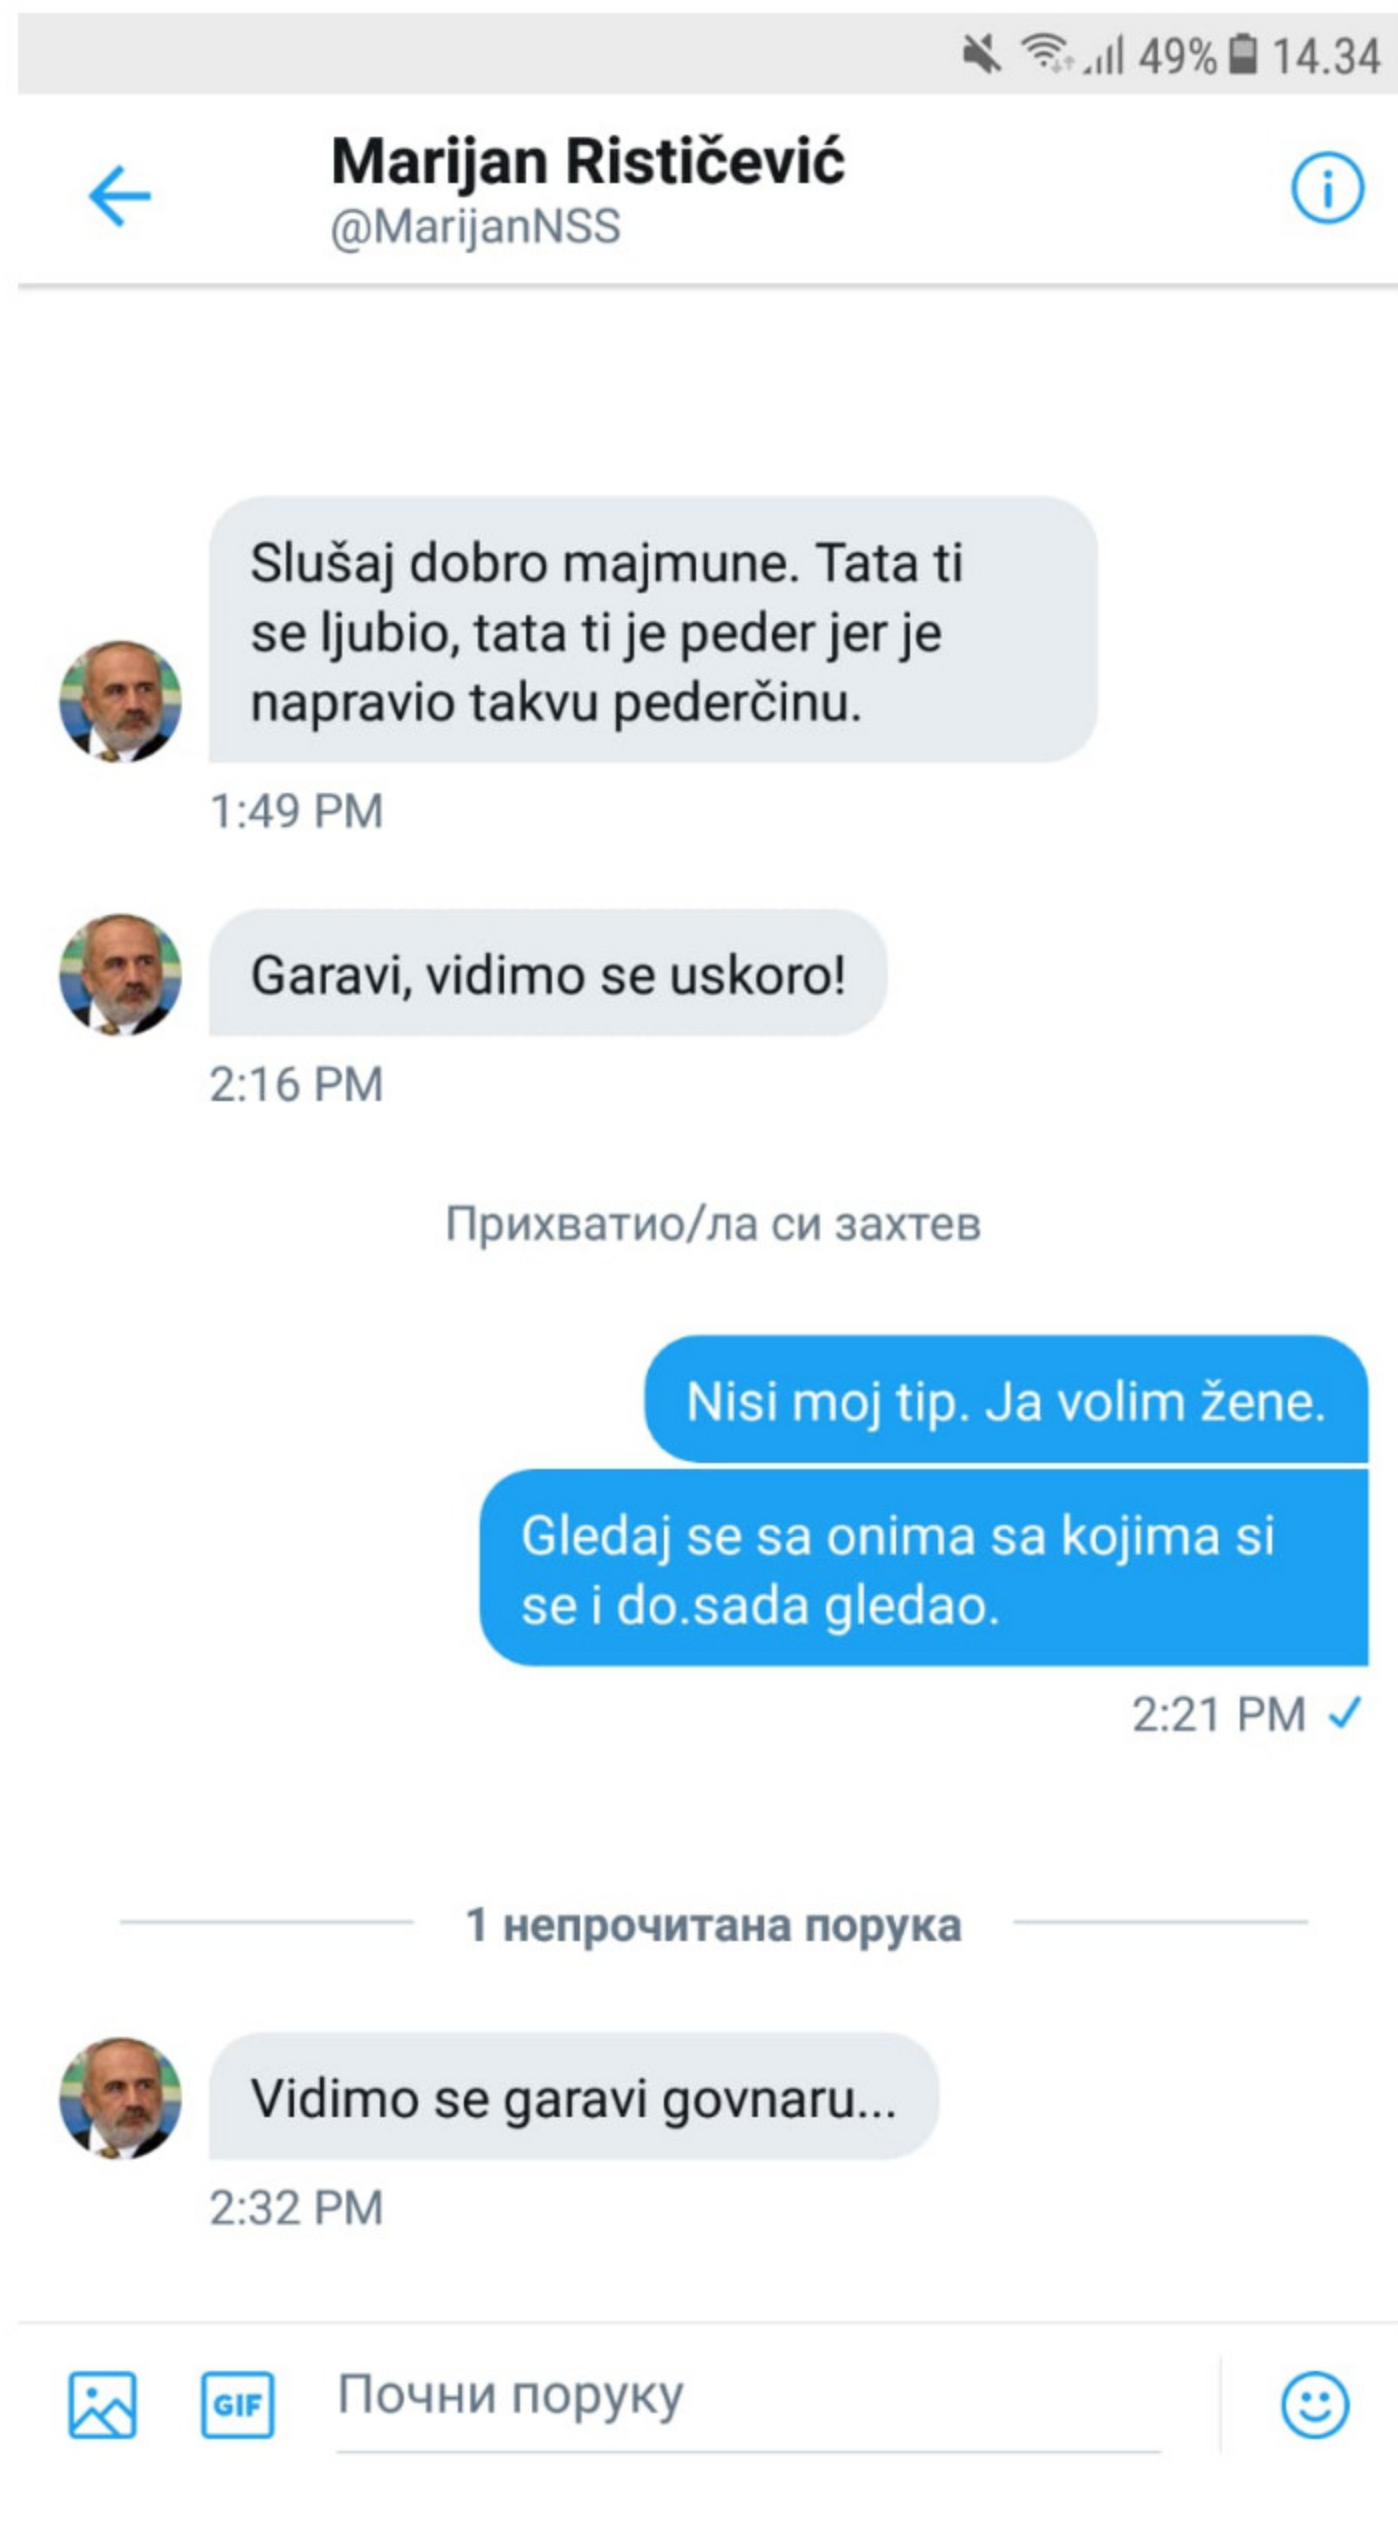 49% 14.34
Marijan Rističević
@MarijanNSS
Slušaj dobro majmune. Tata ti
se ljubio, tata ti je peder jer je
napravio takvu pederčinu.
1:49 PM
Garavi, vidimo se uskoro!
2:16 PM
Прихватио/ла си захтев
Nisi moj tip. Ja volim žene.
Gledaj se sa onima sa kojima si
se i do.sada gledao.
2:21 PM
1 непрочитана порука
Vidimo se garavi govnaru...
2:32 PM
GIF Почни поруку